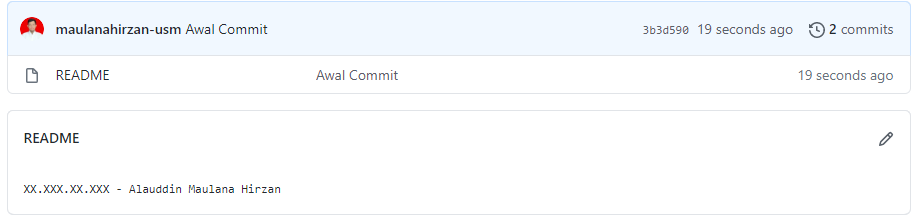 maulanahirzan-usm Awal Commit 3b3d590 19 seconds ago 2 commits
README Awal Commit 19 seconds ago
README
XX.XXX.XX.XXX - Alauddin Maulana Hirzan